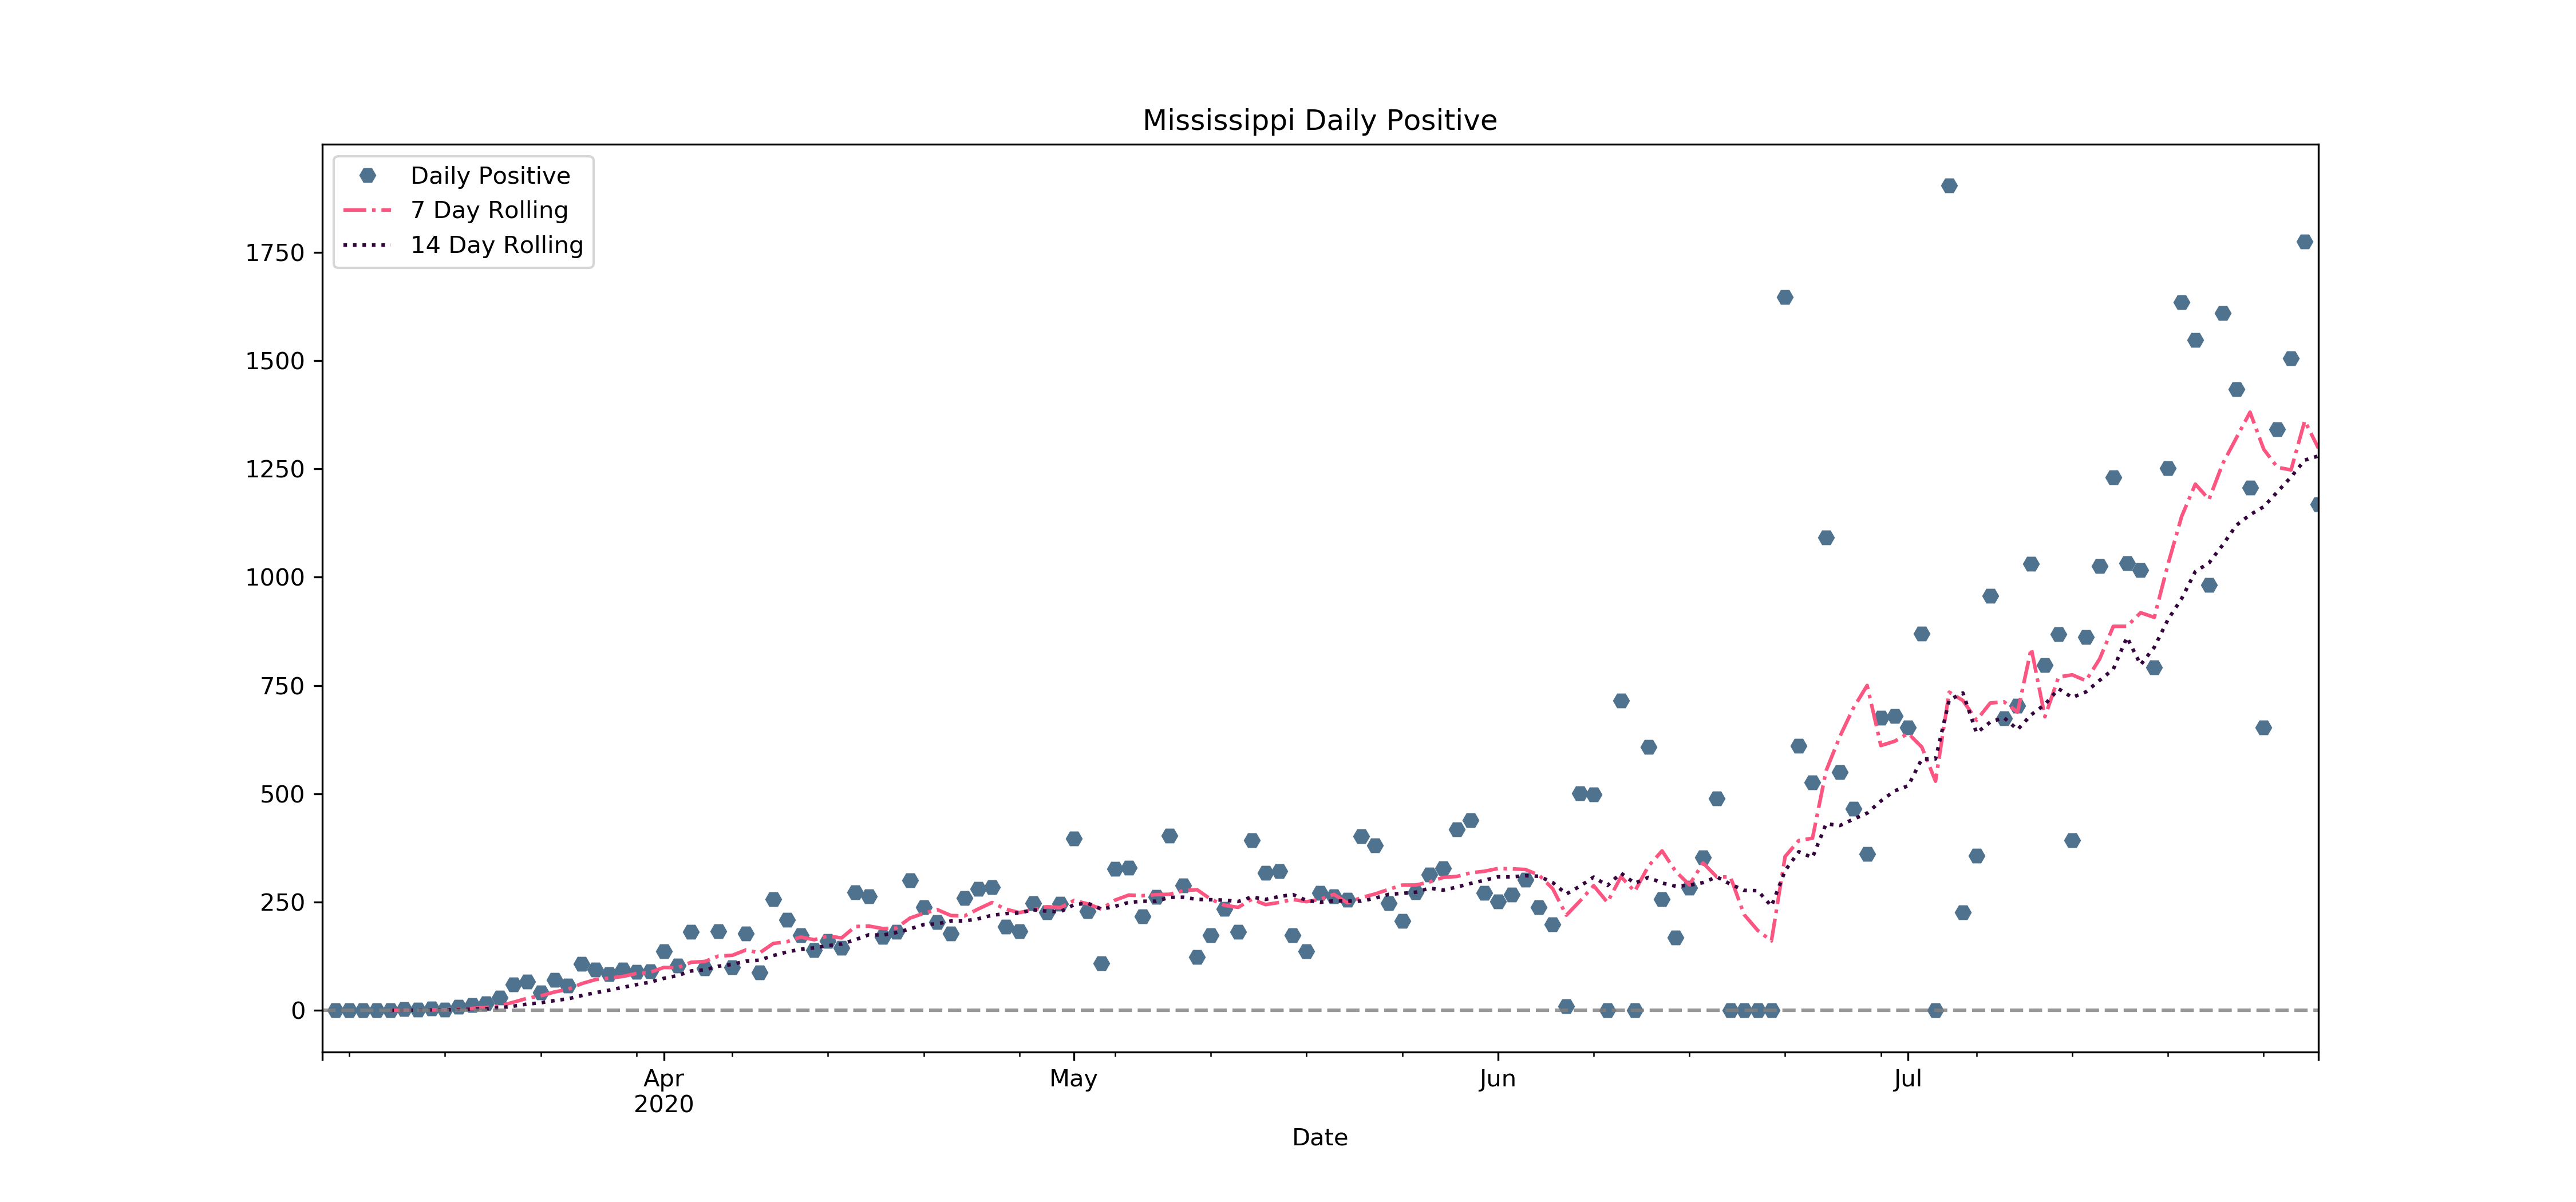 Mississippi Daily Positive
Daily Positive
7 Day Rolling
14 Day Rolling
1750
1500
1250
1000
750
500
250
0
Apr
2020
May
Jun
Jul
Date